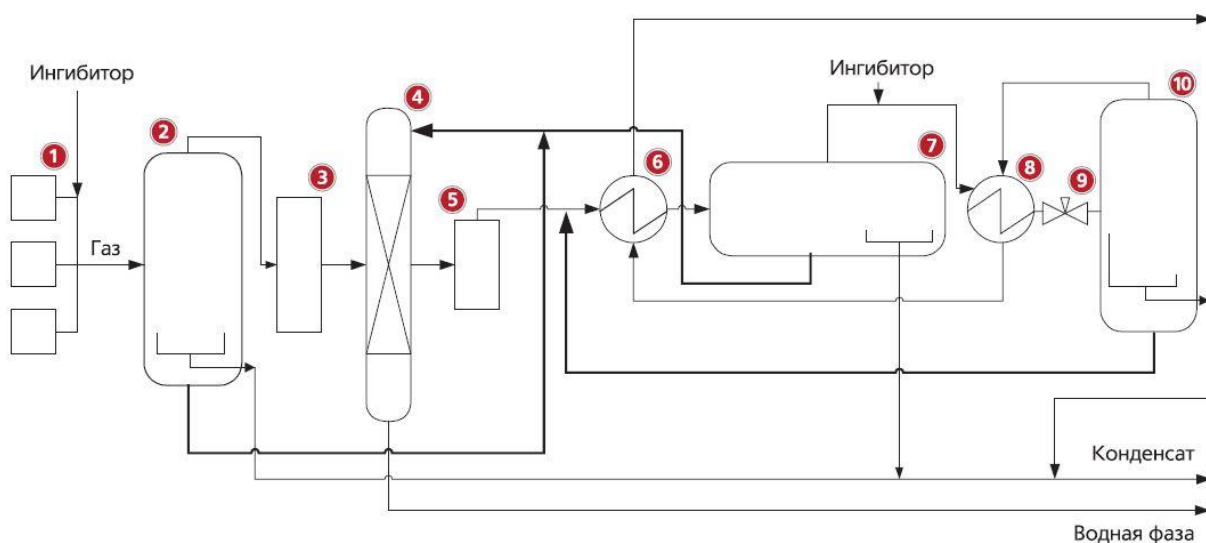 Ингибитор
1
2
3
4
5
6
7
8
9
10
Газ
Ингибитор
Конденсат
Водная фаза